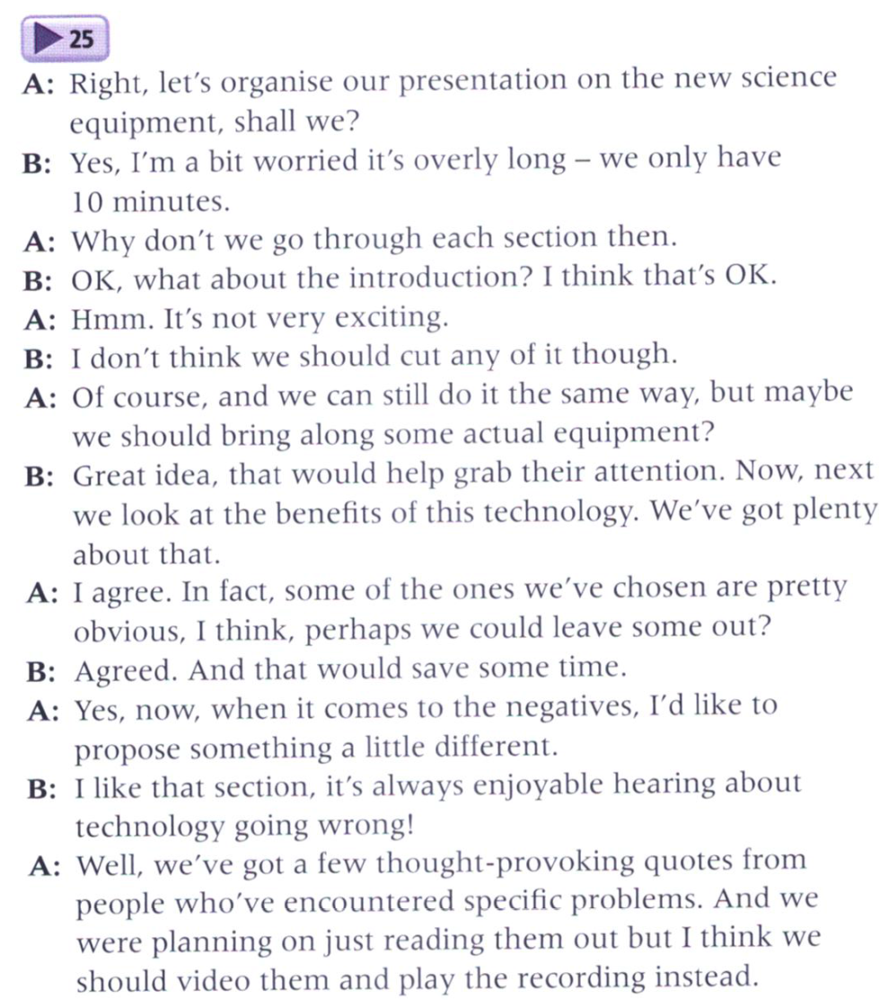 25
A: Right, let's organise our presentation on the new science
equipment, shall we?
B: Yes, I'm a bit worried it's overly long – we only have
10 minutes.
A: Why don't we go through each section then.
B: OK, what about the introduction? I think that's OK.
A: Hmm. It's not very exciting.
B: I don't think we should cut any of it though.
A: Of course, and we can still do it the same way, but maybe
we should bring along some actual equipment?
B: Great idea, that would help grab their attention. Now, next
we look at the benefits of this technology. We've got plenty
about that.
A: I agree. In fact, some of the ones we've chosen are pretty
obvious, I think, perhaps we could leave some out?
B: Agreed. And that would save some time.
A: Yes, now, when it comes to the negatives, I'd like to
propose something a little different.
B: I like that section, it's always enjoyable hearing about
technology going wrong!
A: Well, we've got a few thought-provoking quotes from
people who've encountered specific problems. And we
were planning on just reading them out but I think we
should video them and play the recording instead.